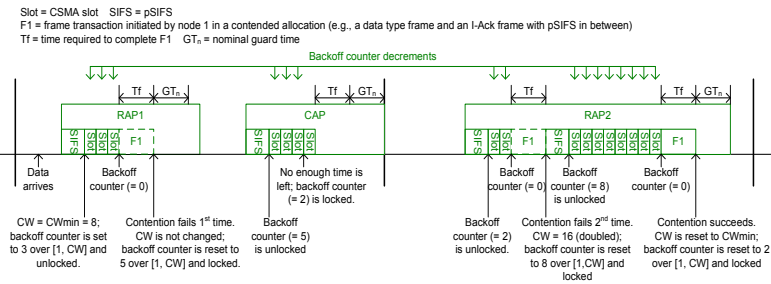 Slot = CSMA slot SIFS = pSIFS
F1 = frame transaction initiated by node 1 in a contended allocation (e.g., a data type frame and an I-Ack frame with pSIFS in between)
Tf = time required to complete F1 GTn = nominal guard time
Backoff counter decrements
Tf GTn Tf GTn Tf Tf GTn
RAP1 CAP RAP2
SIFS Slot Slot Slot F1 SIFS Slot Slot Slot SIFS Slot Slot F1 SIFS Slot Slot Slot Slot Slot Slot Slot Slot F1
Data
arrives
Backoff
counter (= 0)
No enough time is
left; backoff counter
(= 2) is locked.
Backoff
counter (= 0)
Backoff
counter (= 8)
is unlocked
Backoff
counter (= 0)
CW = CWmin = 8;
backoff counter is set
to 3 over [1, CW] and
unlocked.
Contention fails 1st time.
CW is not changed;
backoff counter is reset to
5 over [1, CW] and locked.
Backoff
counter (= 5)
is unlocked
Backoff
counter (= 2)
is unlocked.
Contention fails 2nd time.
CW = 16 (doubled);
backoff counter is reset
to 8 over [1,CW] and
locked
Contention succeeds.
CW is reset to CWmin;
backoff counter is reset to 2
over [1, CW] and locked